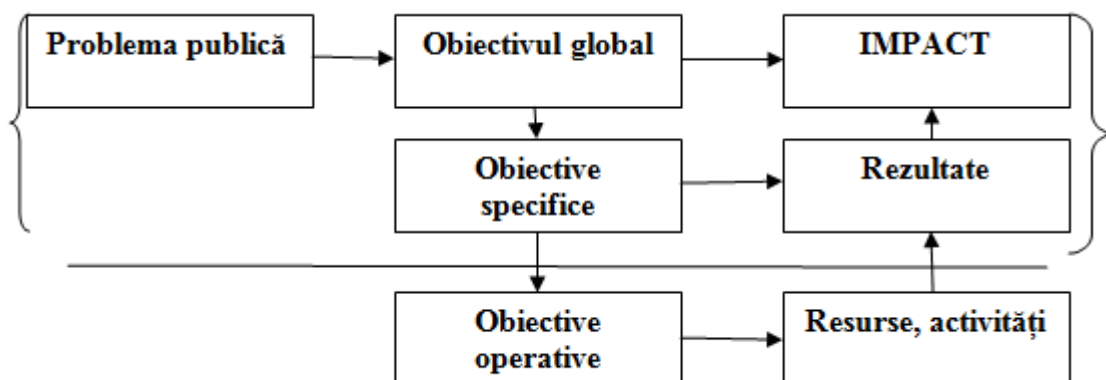 Problema publică
Obiectivul global
IMPACT
Obiective
specifice
Rezultate
Obiective
operative
Resurse, activități